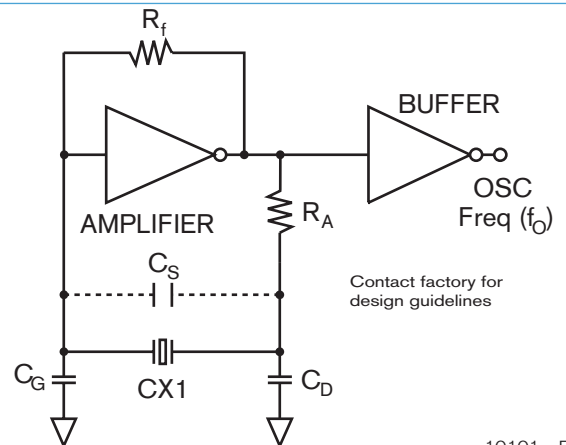 R_f
BUFFER
AMPLIFIER
R_A
OSC
Freq (f_O)
C_S
Contact factory for
design guidelines
C_G
CX1
C_D